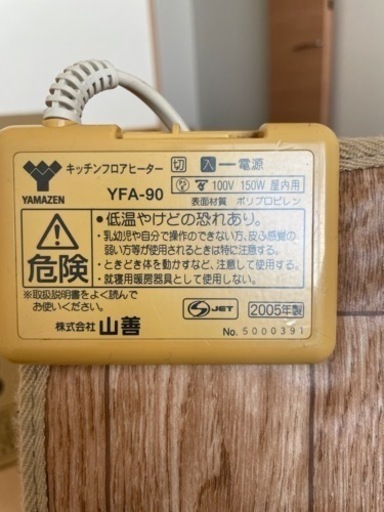 YAMAZEN
キッチンフロアヒーター
YFA-90
切 入 電源
100V 150W 屋内用
表面材質 ポリプロピレン
危険
●低温やけどの恐れあり。
・乳幼児や自分で操作のできない方、皮ふ感覚の
弱い方等が使用されるときは特に注意する。
・ときどき体を動かすなど、注意して使用する。
・就寝用暖房器具として使用しない。
※取扱説明書をよく読んで
お使いください。
株式会社 山善
S JET
2005年製
No. 5000391